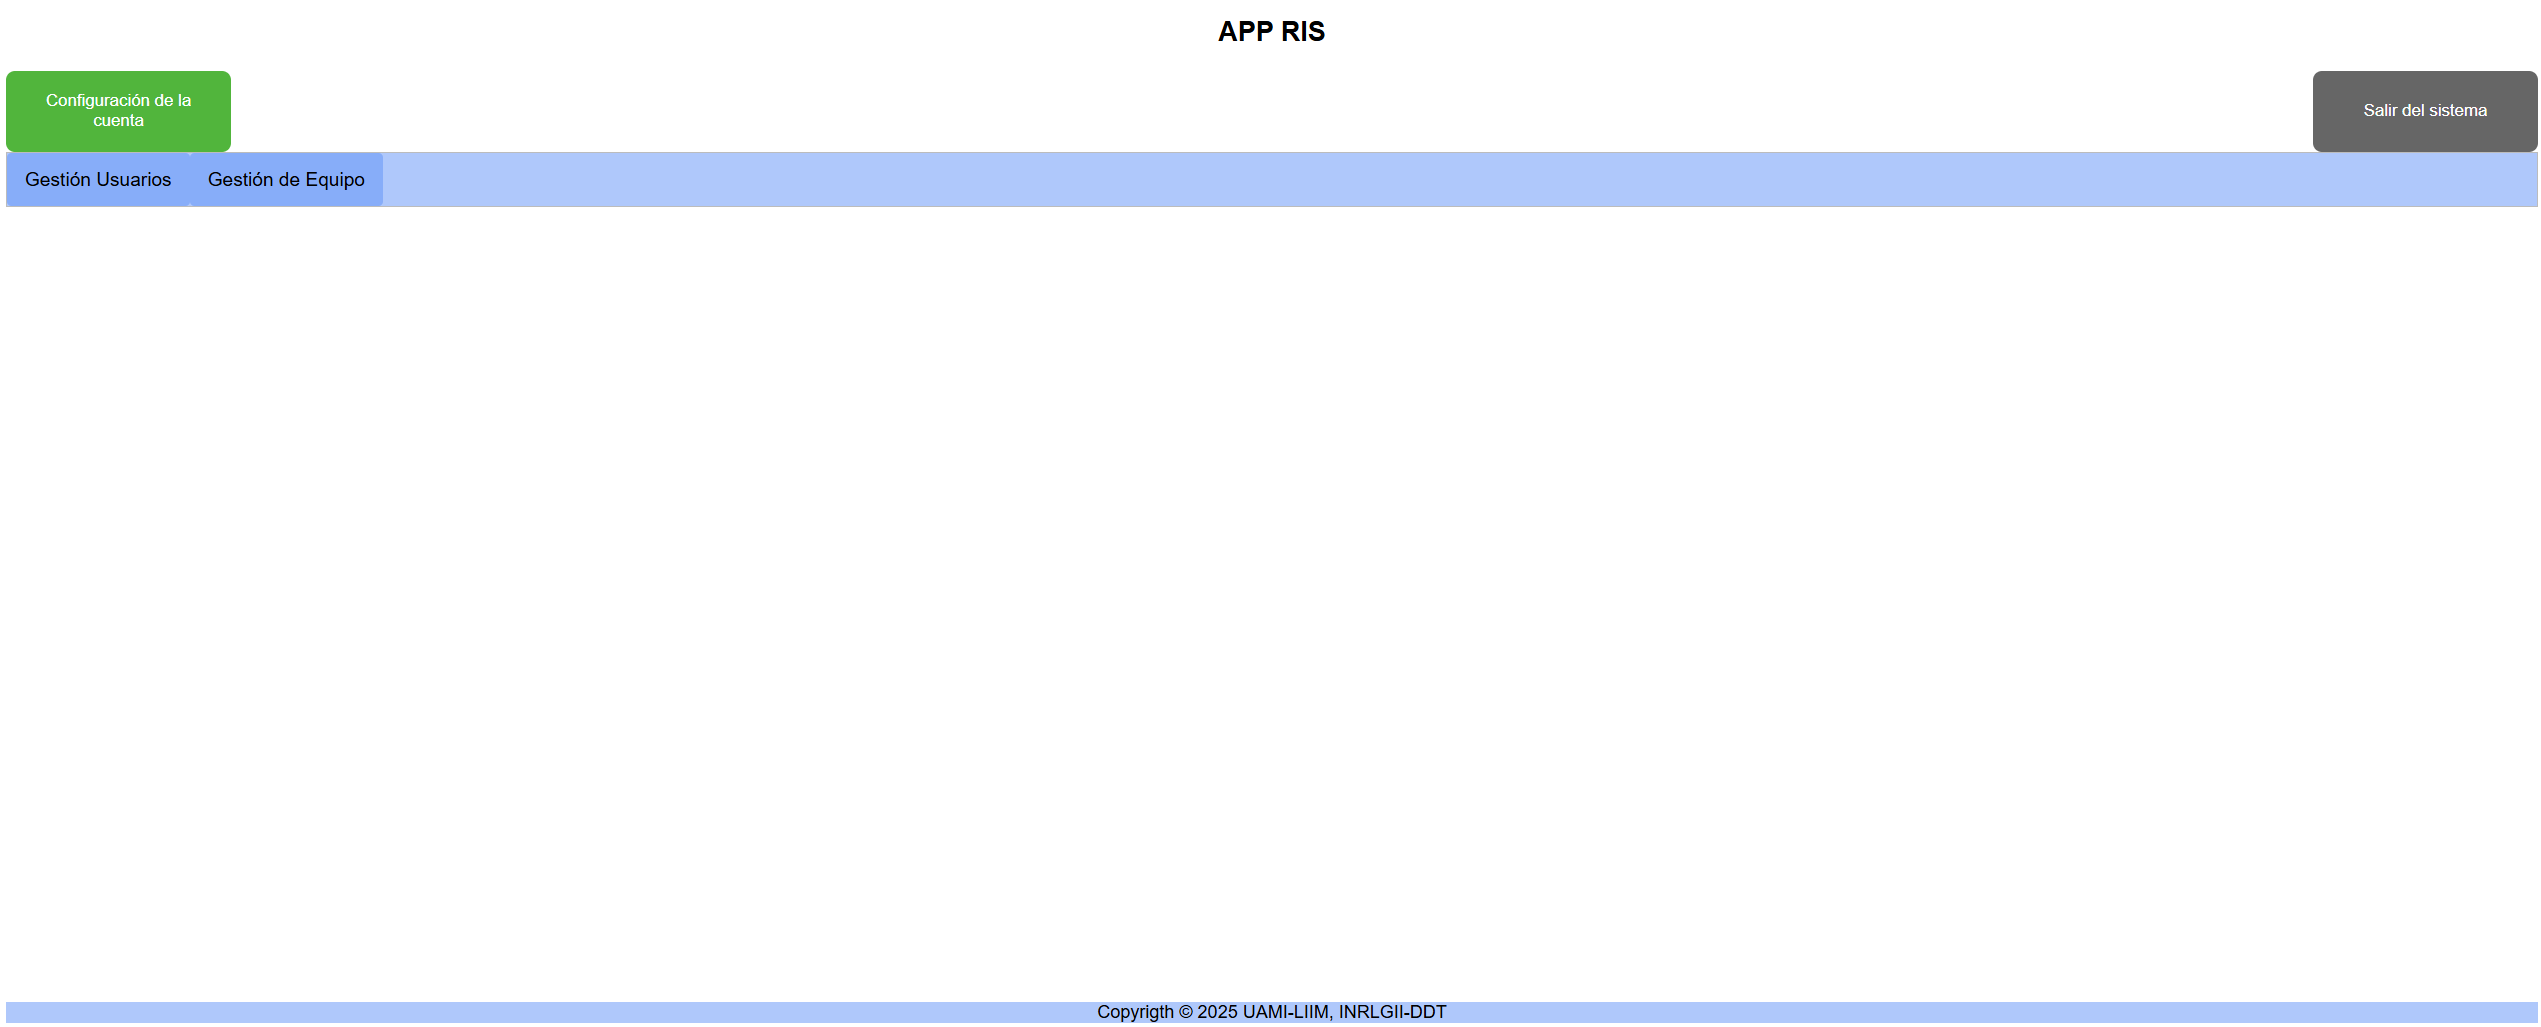 APP RIS
Configuración de la
cuenta
Salir del sistema
Gestión Usuarios
Gestión de Equipo
Copyrigth © 2025 UAMI-LIIM, INRLGII-DDT